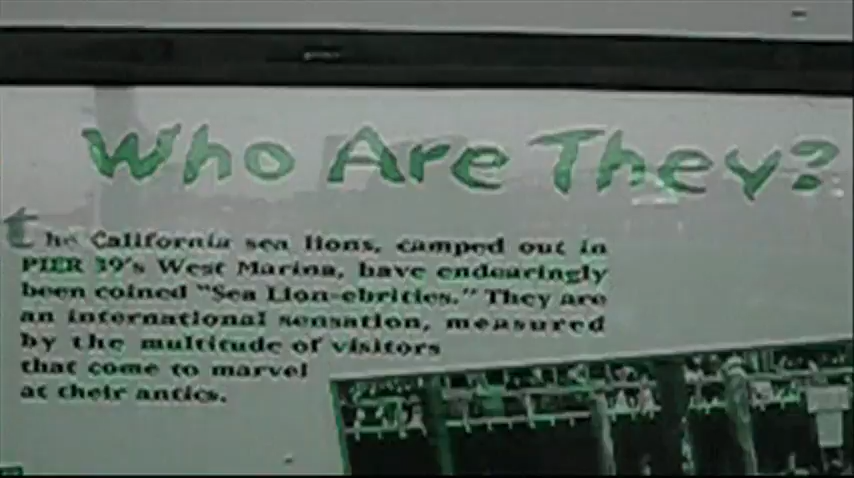 Who Are They?
the California sea lions, camped out in
PIER 39's West Marina, have endearingly
been coined "Sea Lion-ebrities." They are
an international sensation, measured
by the multitude of visitors
that come to marvel
at their antics.